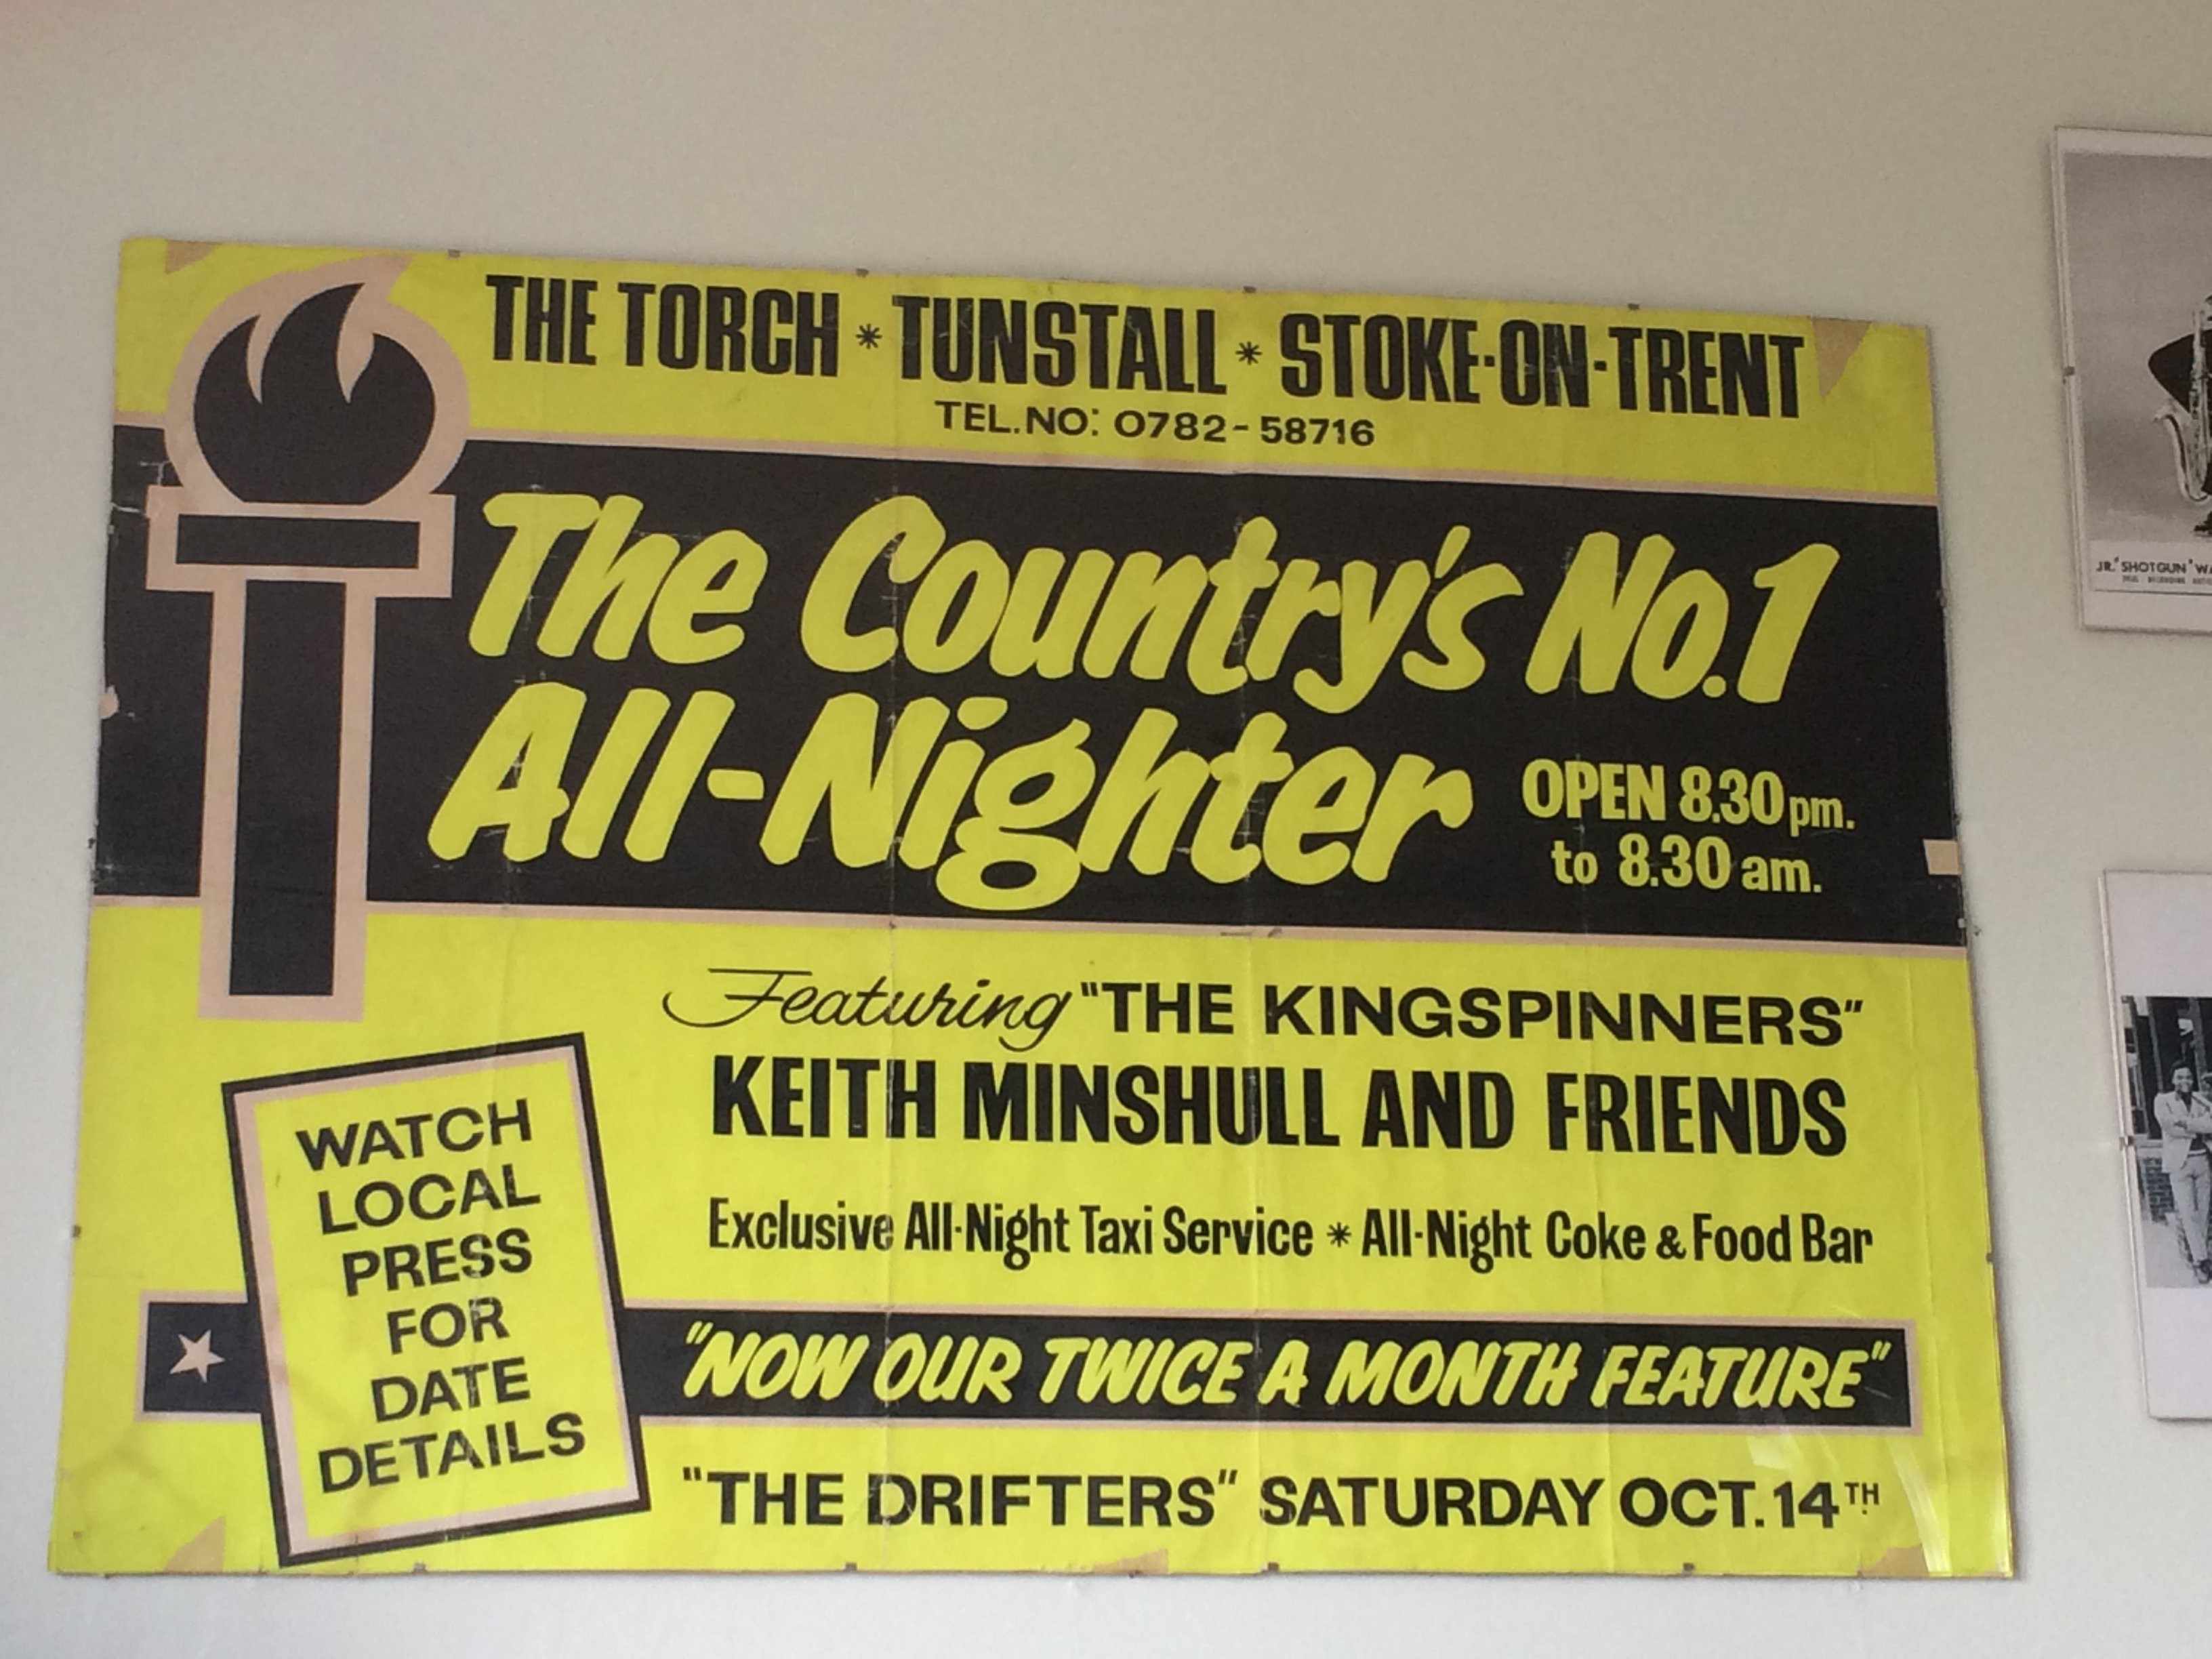 THE TORCH * TUNSTALL * STOKE-ON-TRENT
TEL.NO: 0782-58716
The Country's No.1
All-Nighter
OPEN 8.30pm.
to 8.30am.
Featuring "THE KINGSPINNERS"
KEITH MINSHULL AND FRIENDS
Exclusive All-Night Taxi Service * All-Night Coke & Food Bar
WATCH
LOCAL
PRESS
FOR
DATE
DETAILS
"NOW OUR TWICE A MONTH FEATURE"
"THE DRIFTERS" SATURDAY OCT.14TH
JR. "SHOTGUN"